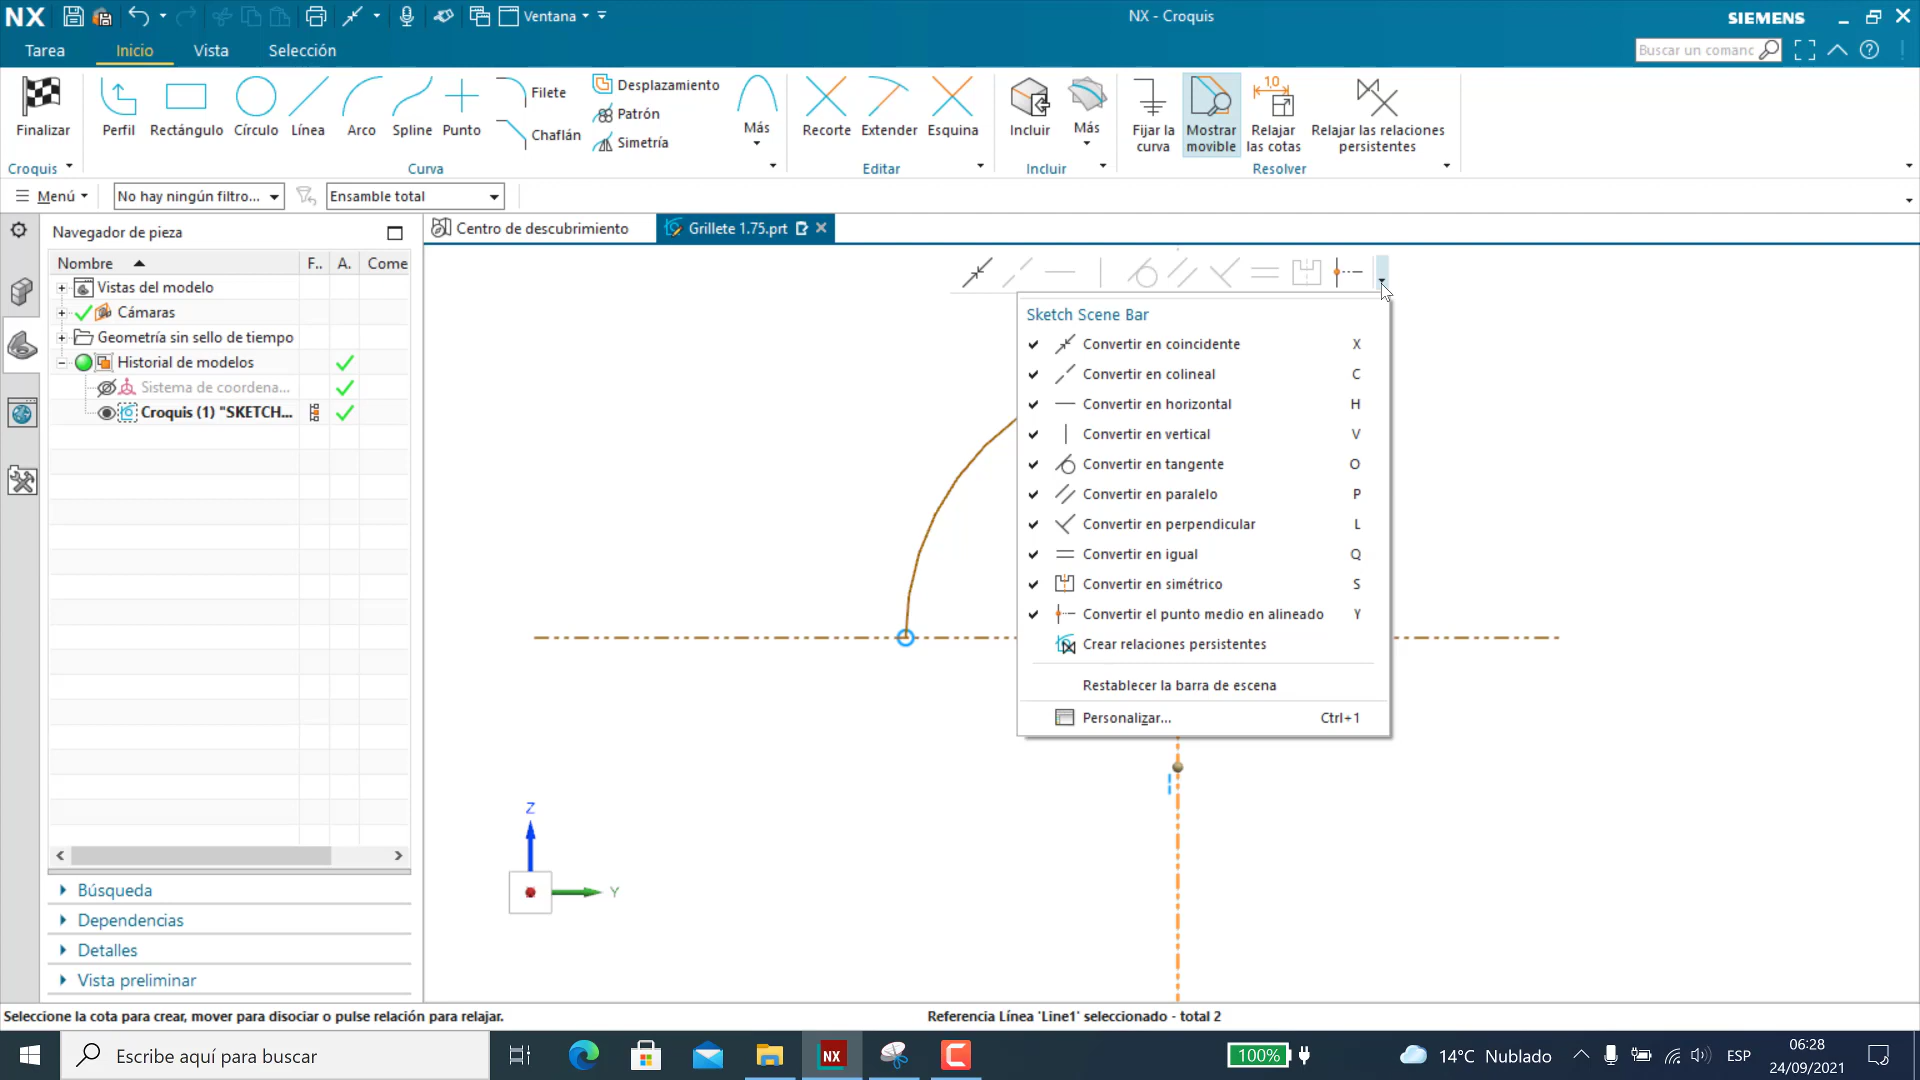 NX
Ventana
NX - Croquis
SIEMENS
Tarea
Inicio
Vista
Selección
Buscar un comanc
Finalizar
Perfil
Rectángulo
Círculo
Línea
Arco
Spline
Punto
Filete
Chaflán
Desplazamiento
Patrón
Simetría
Más
Recorte
Extender
Esquina
Incluir
Más
Fijar la
curva
Mostrar
movible
1,0
Relajar
las cotas
Relajar las relaciones
persistentes
Croquis
Curva
Editar
Incluir
Resolver
Menú
No hay ningún filtro...
Ensamble total
Navegador de pieza
Centro de descubrimiento
Grillete 1.75.prt
Nombre
F..
A.
Come
Vistas del modelo
Cámaras
Geometría sin sello de tiempo
Historial de modelos
Sistema de coordena...
Croquis (1) "SKETCH...
Sketch Scene Bar
Convertir en coincidente X
Convertir en colineal C
Convertir en horizontal H
Convertir en vertical V
Convertir en tangente O
Convertir en paralelo P
Convertir en perpendicular L
Convertir en igual Q
Convertir en simétrico S
Convertir el punto medio en alineado Y
Crear relaciones persistentes
Restablecer la barra de escena
Personalizar... Ctrl+1
Z
Y
Búsqueda
Dependencias
Detalles
Vista preliminar
Seleccione la cota para crear, mover para disociar o pulse relación para relajar.
Referencia Línea 'Line1' seleccionado - total 2
Escribe aquí para buscar
NX
100%
14°C Nublado
ESP
06:28
24/09/2021